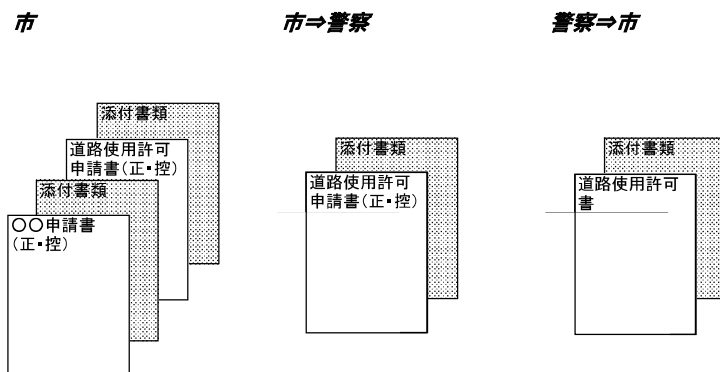 市
市⇒警察
警察⇒市
添付書類
道路使用許可
申請書(正・控)
添付書類
〇〇申請書
(正・控)
添付書類
道路使用許可
申請書(正・控)
添付書類
道路使用許可
書